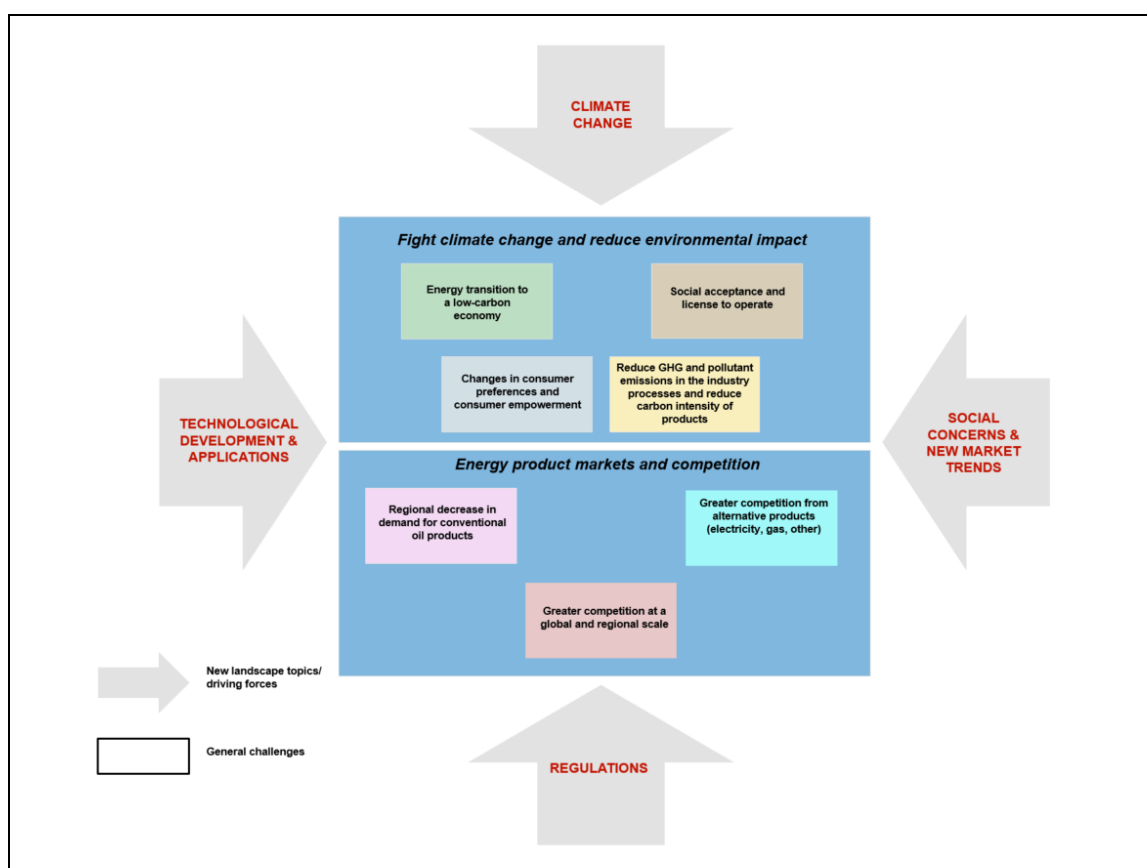 CLIMATE
CHANGE
Fight climate change and reduce environmental impact
Energy transition to
a low-carbon
economy
Social acceptance and
license to operate
Changes in consumer
preferences and
consumer empowerment
Reduce GHG and pollutant
emissions in the industry
processes and reduce
carbon intensity of
products
TECHNOLOGICAL
DEVELOPMENT &
APPLICATIONS
SOCIAL
CONCERNS &
NEW MARKET
TRENDS
Energy product markets and competition
Regional decrease in
demand for conventional
oil products
Greater competition from
alternative products
(electricity, gas, other)
Greater competition at a
global and regional scale
New landscape topics/
driving forces
General challenges
REGULATIONS